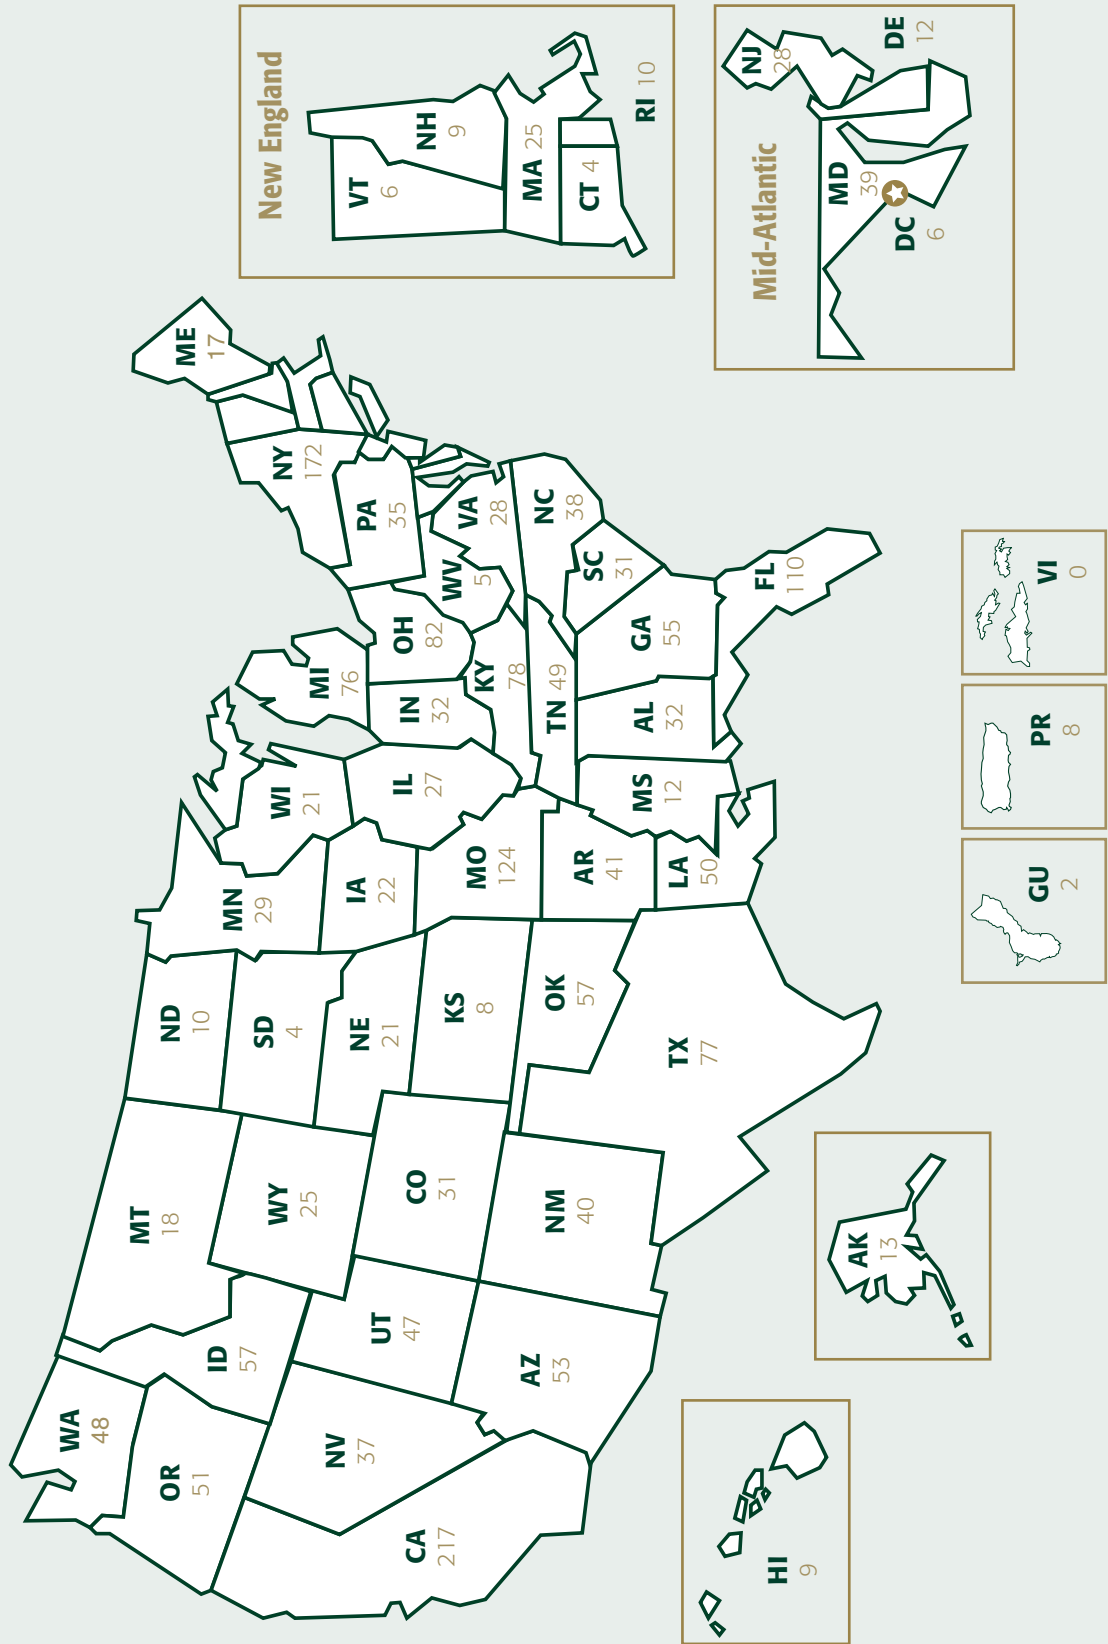 WA
48
OR
51
CA
217
NV
37
ID
57
MT
18
WY
25
UT
47
AZ
53
CO
31
NM
40
ND
10
SD
4
NE
21
KS
8
OK
57
TX
77
MN
29
IA
22
MO
124
AR
41
LA
50
WI
21
IL
27
MS
12
MI
76
IN
32
KY
78
TN 49
AL
32
OH
82
GA
55
FL
110
WV
5
VA
28
NC
38
SC
31
PA
35
NY
172
ME
17
New England
VT
6
NH
9
MA 25
CT 4
RI 10
Mid-Atlantic
NJ
28
DE
12
MD
39
DC
6
HI
9
AK
13
GU
2
PR
8
VI
0